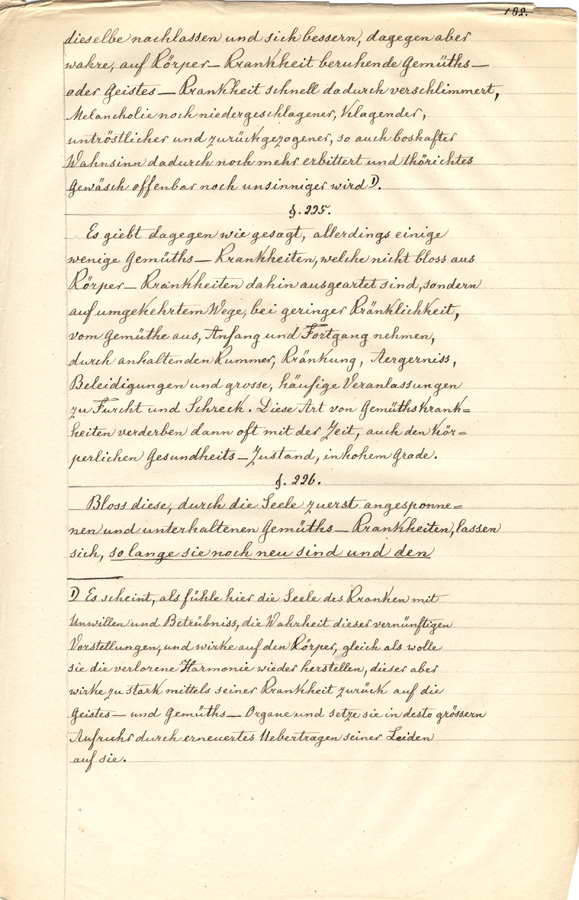 182.
dieselbe nachlassen und sich bessern, dagegen aber
wahre, auf Körper — Krankheit beruhende Gemüths —
oder Geistes — Krankheit schnell dadurch verschlimmert,
Melancholie noch niedergeschlagener, klagender,
untröstlicher und zurückgezogener, so auch boshafter
Wahnsinn dadurch noch mehr erbittert und thörichtes
Gewäsch offenbar noch unsinniger wird 1).
§. 225.
Es giebt dagegen wie gesagt, allerdings einige
wenige Gemüths — Krankheiten, welche nicht bloss aus
Körper — Krankheiten dahin ausgeartet sind, sondern
auf umgekehrtem Wege, bei geringer Kränklichkeit,
vom Gemüthe aus, Anfang und Fortgang nehmen,
durch anhaltenden Kummer, Kränkung, Aergerniss,
Beleidigungen und grosse, häufige Veranlassungen
zu Furcht und Schreck. Diese Art von Gemüthskrank=
heiten verderben dann oft mit der Zeit, auch den kör=
perlichen Gesundheits — Zustand, in hohem Grade.
§. 226.
Bloss diese, durch die Seele zuerst angesponne=
nen und unterhaltenen Gemüths — Krankheiten, lassen
sich, so lange sie noch neu sind und den
1) Es scheint, als fühle hier die Seele des Kranken mit
Unwillen und Betrübniss, die Wahrheit dieser vernünftigen
Vorstellungen, und wirke auf den Körper, gleich als wolle
sie die verlorene Harmonie wieder herstellen, dieser aber
wirke zu stark mittels seiner Krankheit zurück auf die
Geistes — und Gemüths — Organe und setze sie in desto grössern
Aufruhr durch erneuertes Uebertragen seiner Leiden
auf sie.